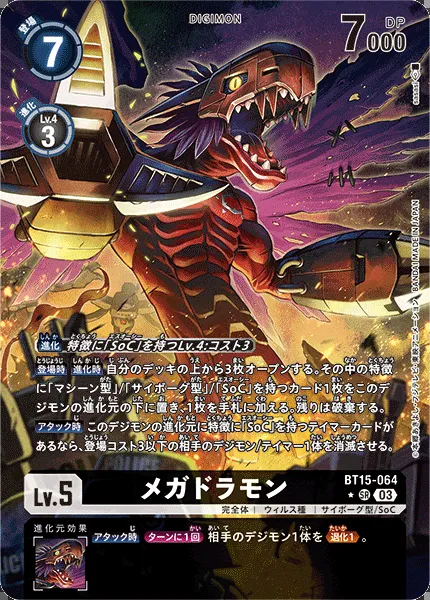 DIGIMON
登場
7
DP
7000
進化
Lv.4
3
BANDAI MADE IN JAPAN
進化 特徴に「SoC」を持つLv.4:コスト3
登場時 進化時 自分のデッキの上から3枚オープンする。その中の特徴
に「マシーン型」/「サイボーグ型」/「SoC」を持つカード1枚をこのデ
ジモンの進化元の下に置き、1枚を手札に加える。残りは破棄する。
アタック時 このデジモンの進化元に特徴に「SoC」を持つテイマーカードが
あるなら、登場コスト3以下の相手のデジモン/テイマー1体を消滅させる。
Lv.5
メガドラモン
BT15-064
SR 03
完全体 | ウィルス種 | サイボーグ型/SoC
進化元効果
アタック時 ターンに1回 相手のデジモン1体を 退化1 。